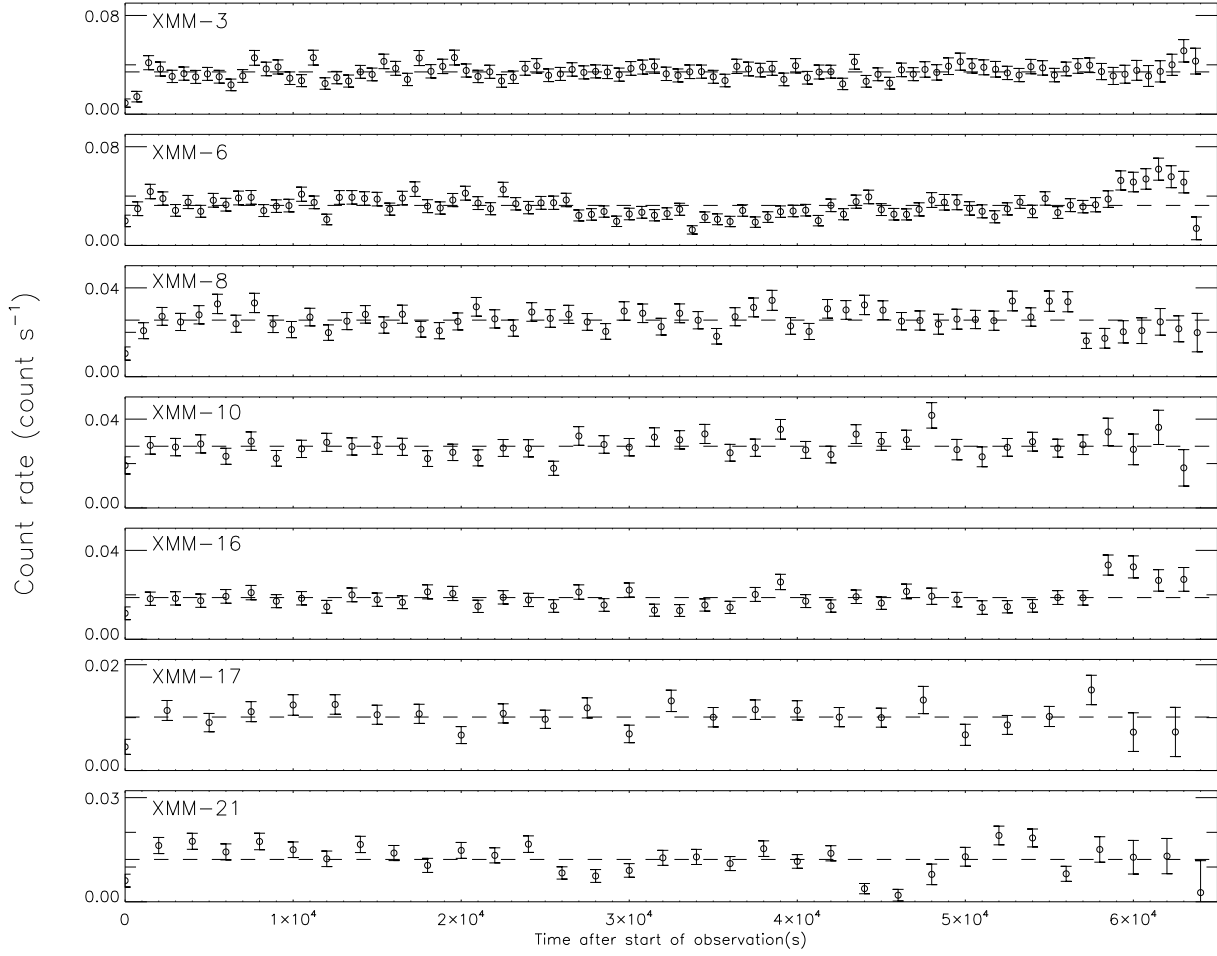 Count rate (count s⁻¹)
XMM-3
0.08
0.00
XMM-6
0.08
0.00
XMM-8
0.04
0.00
XMM-10
0.04
0.00
XMM-16
0.04
0.00
XMM-17
0.02
0.00
XMM-21
0.03
0.00
0 1×10⁴ 2×10⁴ 3×10⁴ 4×10⁴ 5×10⁴ 6×10⁴
Time after start of observation(s)